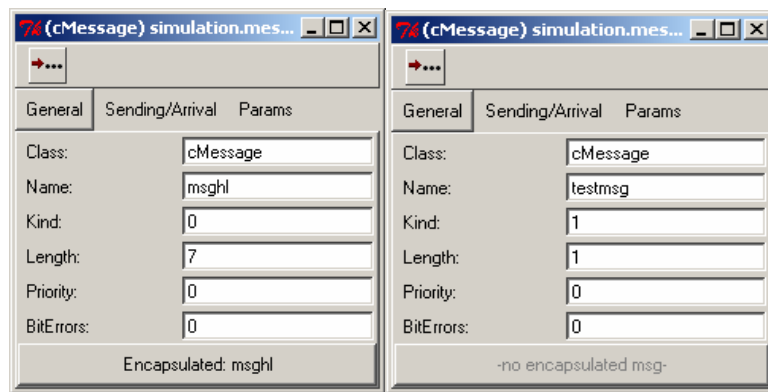 (cMessage) simulation.mes...
...
General Sending/Arrival Params
Class: cMessage
Name: msghl
Kind: 0
Length: 7
Priority: 0
BitErrors: 0
Encapsulated: msghl
(cMessage) simulation.mes...
...
General Sending/Arrival Params
Class: cMessage
Name: testmsg
Kind: 1
Length: 1
Priority: 0
BitErrors: 0
-no encapsulated msg-